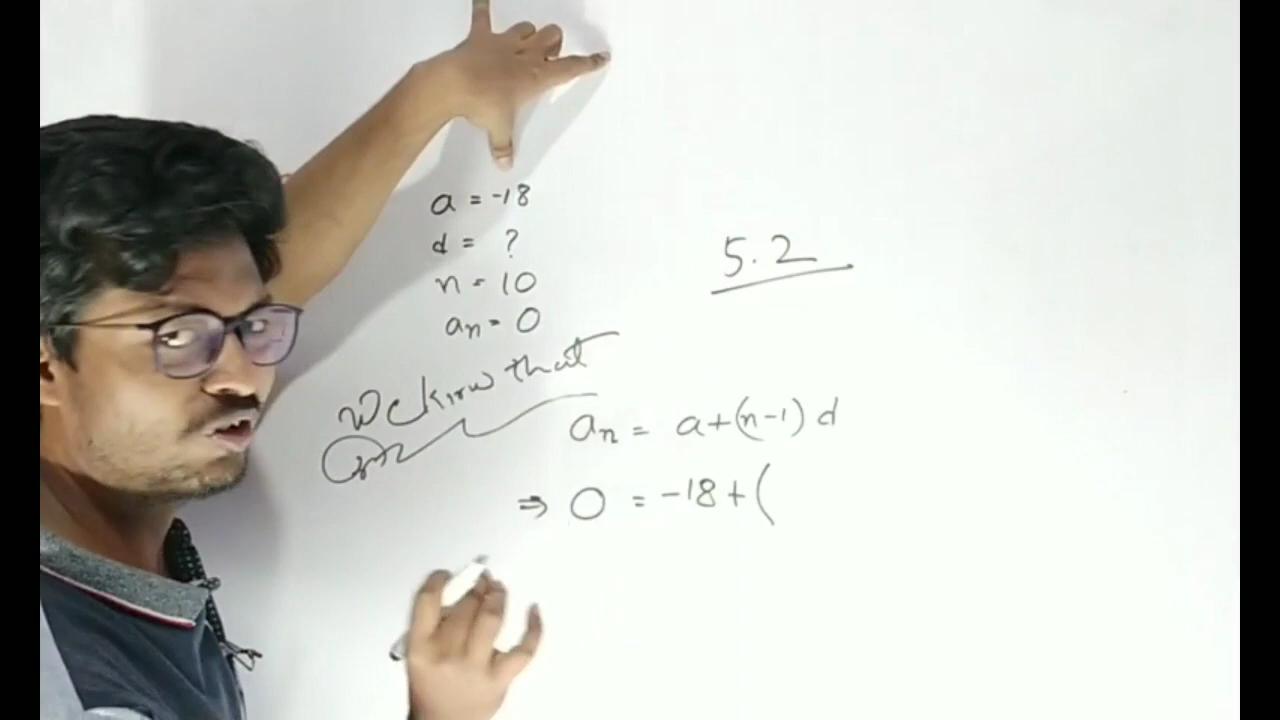 a = -18
d = ?
n = 10
an = 0
5.2
We know that
an = a+(n-1) d
⇒ 0 = -18 + (